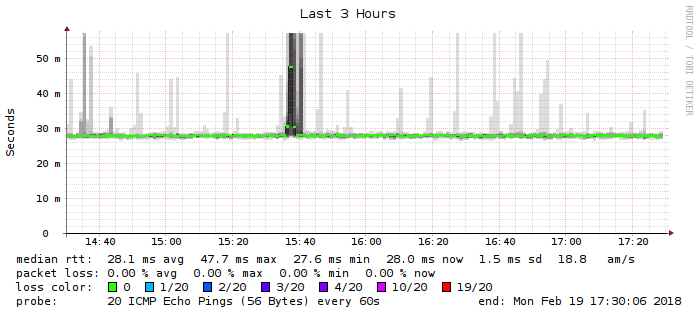 Last 3 Hours
RRDTOOL / TOBI OETIKER
Seconds
50 m
40 m
30 m
20 m
10 m
0
14:40 15:00 15:20 15:40 16:00 16:20 16:40 17:00 17:20
median rtt: 28.1 ms avg 47.7 ms max 27.6 ms min 28.0 ms now 1.5 ms sd 18.8 am/s
packet loss: 0.00 % avg 0.00 % max 0.00 % min 0.00 % now
loss color: 0 1/20 2/20 3/20 4/20 10/20 19/20
probe: 20 ICMP Echo Pings (56 Bytes) every 60s end: Mon Feb 19 17:30:06 2018